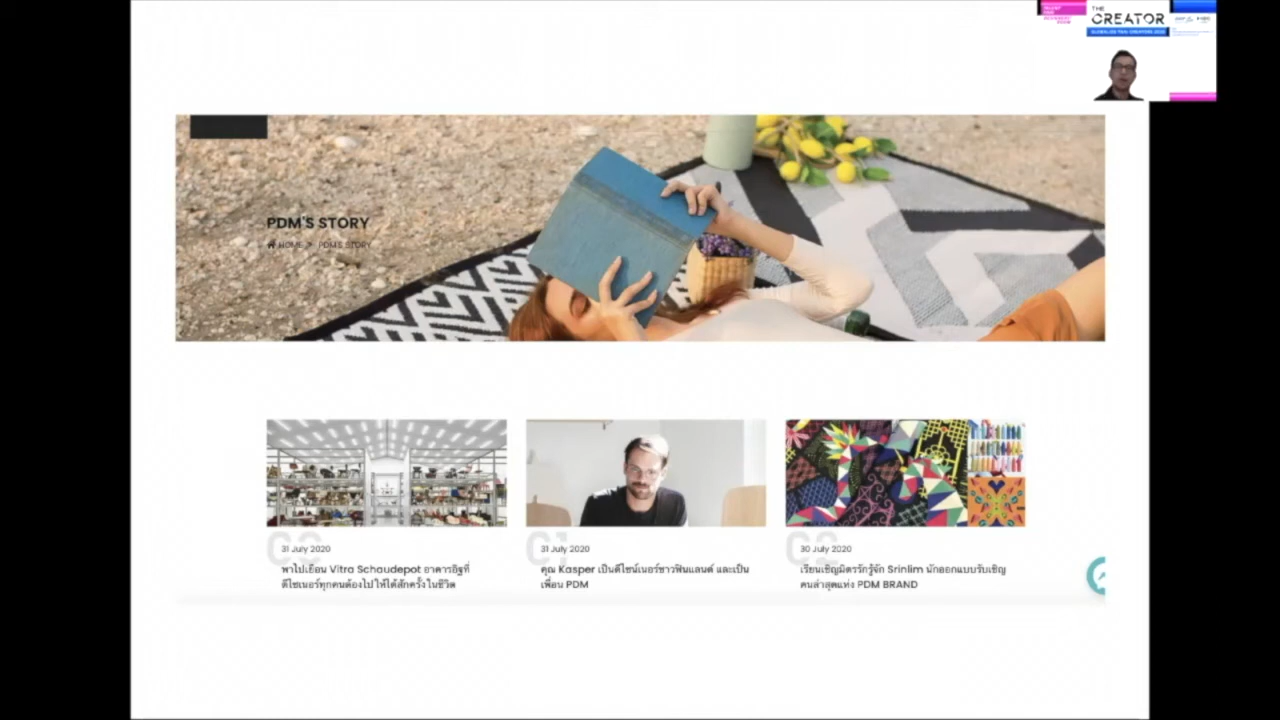 THE
CREATOR
PDM'S STORY
HOME > PDM'S STORY
31 July 2020
พาไปเยือน Vitra Schaudepot อาคารอิฐที่
ดีไซเนอร์ทุกคนต้องไปให้ได้สักครั้งในชีวิต
31 July 2020
คุณ Kasper เป็นดีไซน์เนอร์ชาวฟินแลนด์ และเป็น
เพื่อน PDM
30 July 2020
เรียนเชิญมิตรรักรู้จัก Srinlim นักออกแบบรับเชิญ
คนล่าสุดแห่ง PDM BRAND